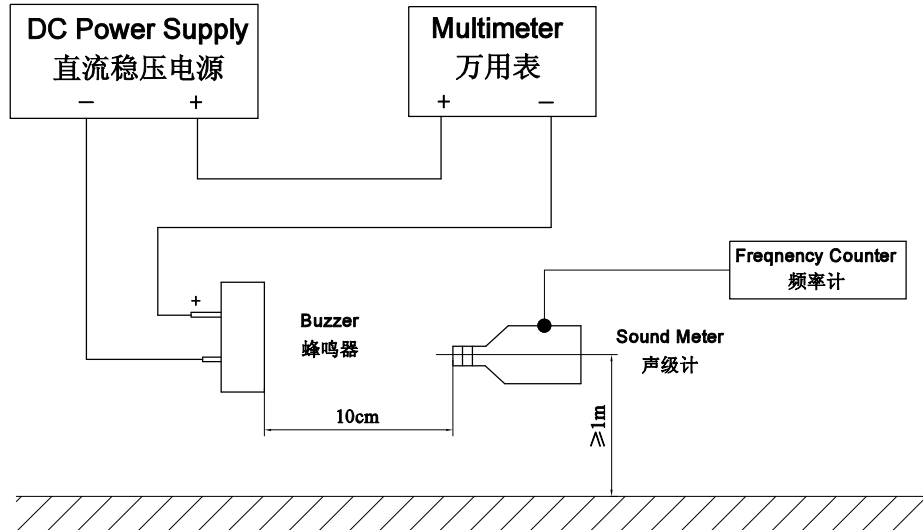 DC Power Supply
直流稳压电源
— +
Multimeter
万用表
+ —
Freqnency Counter
频率计
+
Buzzer
蜂鸣器
Sound Meter
声级计
10cm
≥1m